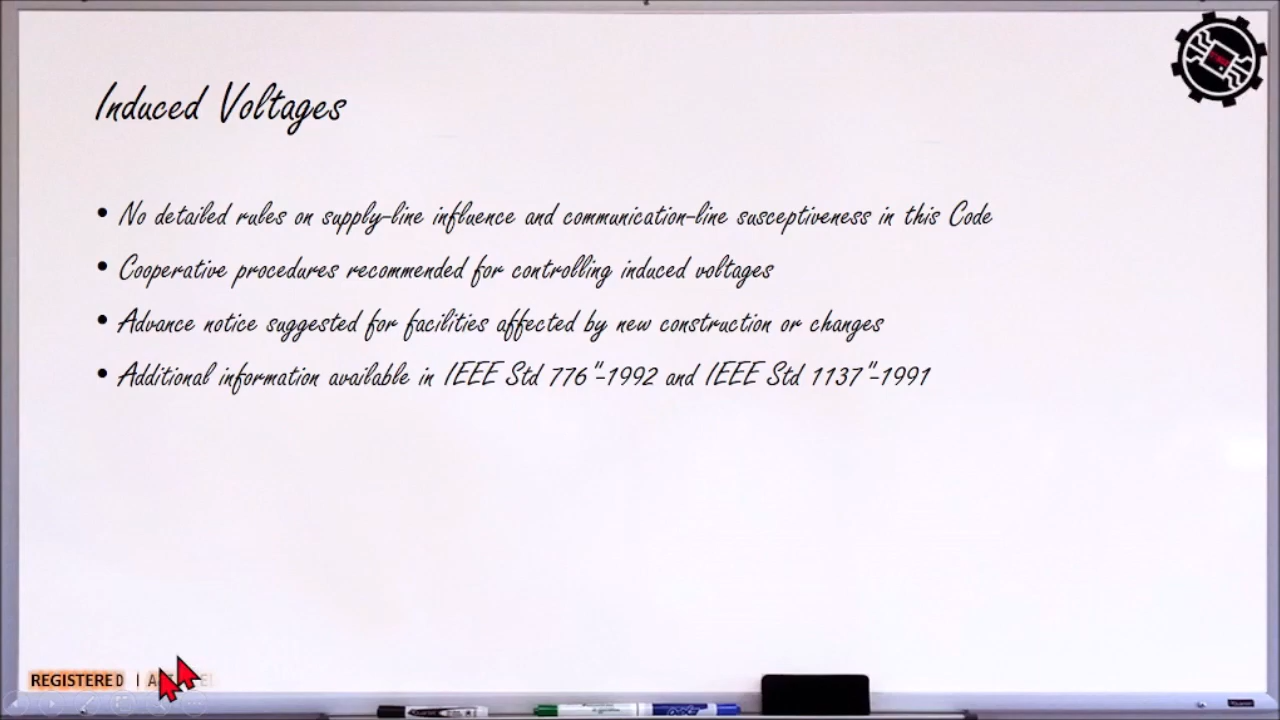 Induced Voltages
• No detailed rules on supply-line influence and communication-line susceptiveness in this Code
• Cooperative procedures recommended for controlling induced voltages
• Advance notice suggested for facilities affected by new construction or changes
• Additional information available in IEEE Std 776"-1992 and IEEE Std 1137"-1991
REGISTERED |